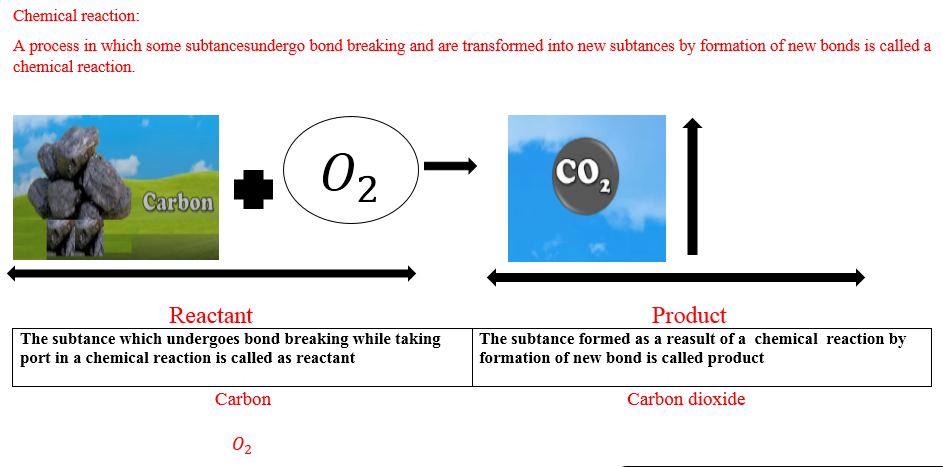 Chemical reaction:
A process in which some subtancesundergo bond breaking and are transformed into new subtances by formation of new bonds is called a
chemical reaction.
Carbon
O₂
CO₂
Reactant
Product
The subtance which undergoes bond breaking while taking
port in a chemical reaction is called as reactant
The subtance formed as a reasult of a chemical reaction by
formation of new bond is called product
Carbon
Carbon dioxide
O₂